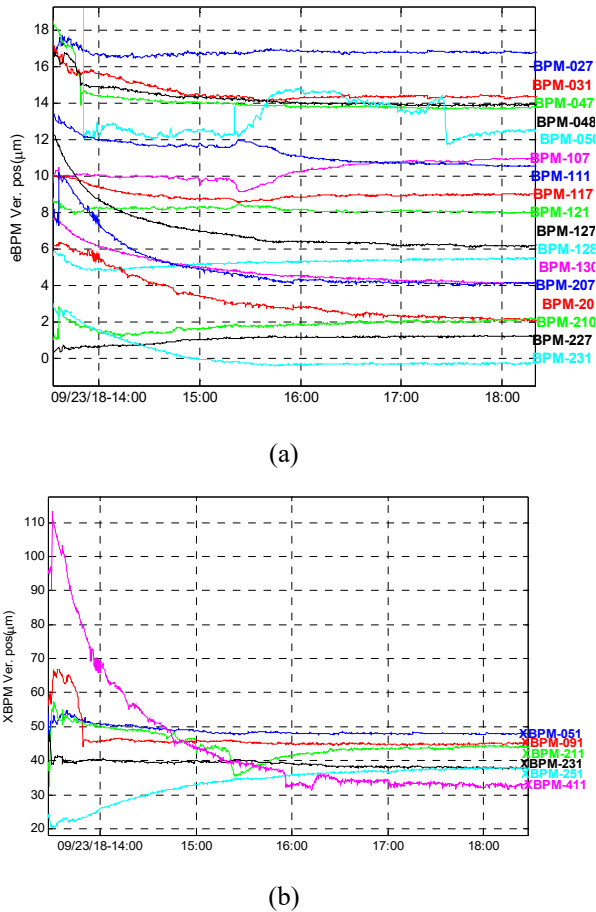 18
16
14
12
10
8
6
4
2
0
eBPM Ver. pos(μm)
BPM-027
BPM-031
BPM-047
BPM-048
BPM-050
BPM-107
BPM-111
BPM-117
BPM-121
BPM-127
BPM-128
BPM-130
BPM-207
BPM-20
BPM-210
BPM-227
BPM-231
09/23/18-14:00 15:00 16:00 17:00 18:00
(a)
110
100
90
80
70
60
50
40
30
20
XBPM Ver. pos(μm)
XBPM-051
XBPM-091
XBPM-211
XBPM-231
XBPM-251
XBPM-411
09/23/18-14:00 15:00 16:00 17:00 18:00
(b)